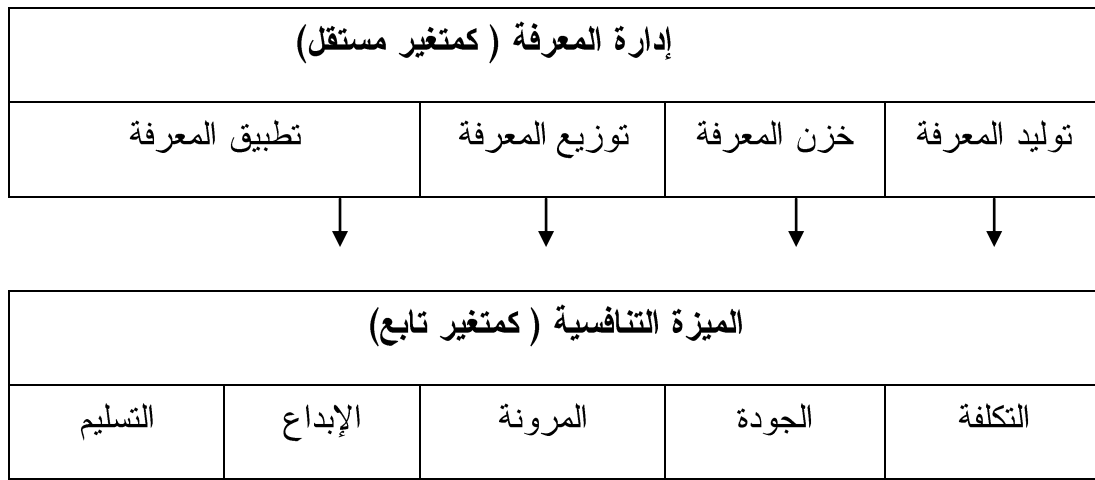 إدارة المعرفة ( كمتغير مستقل)
توليد المعرفة
خزن المعرفة
توزيع المعرفة
تطبيق المعرفة
الميزة التنافسية ( كمتغير تابع)
التكلفة
الجودة
المرونة
الإبداع
التسليم